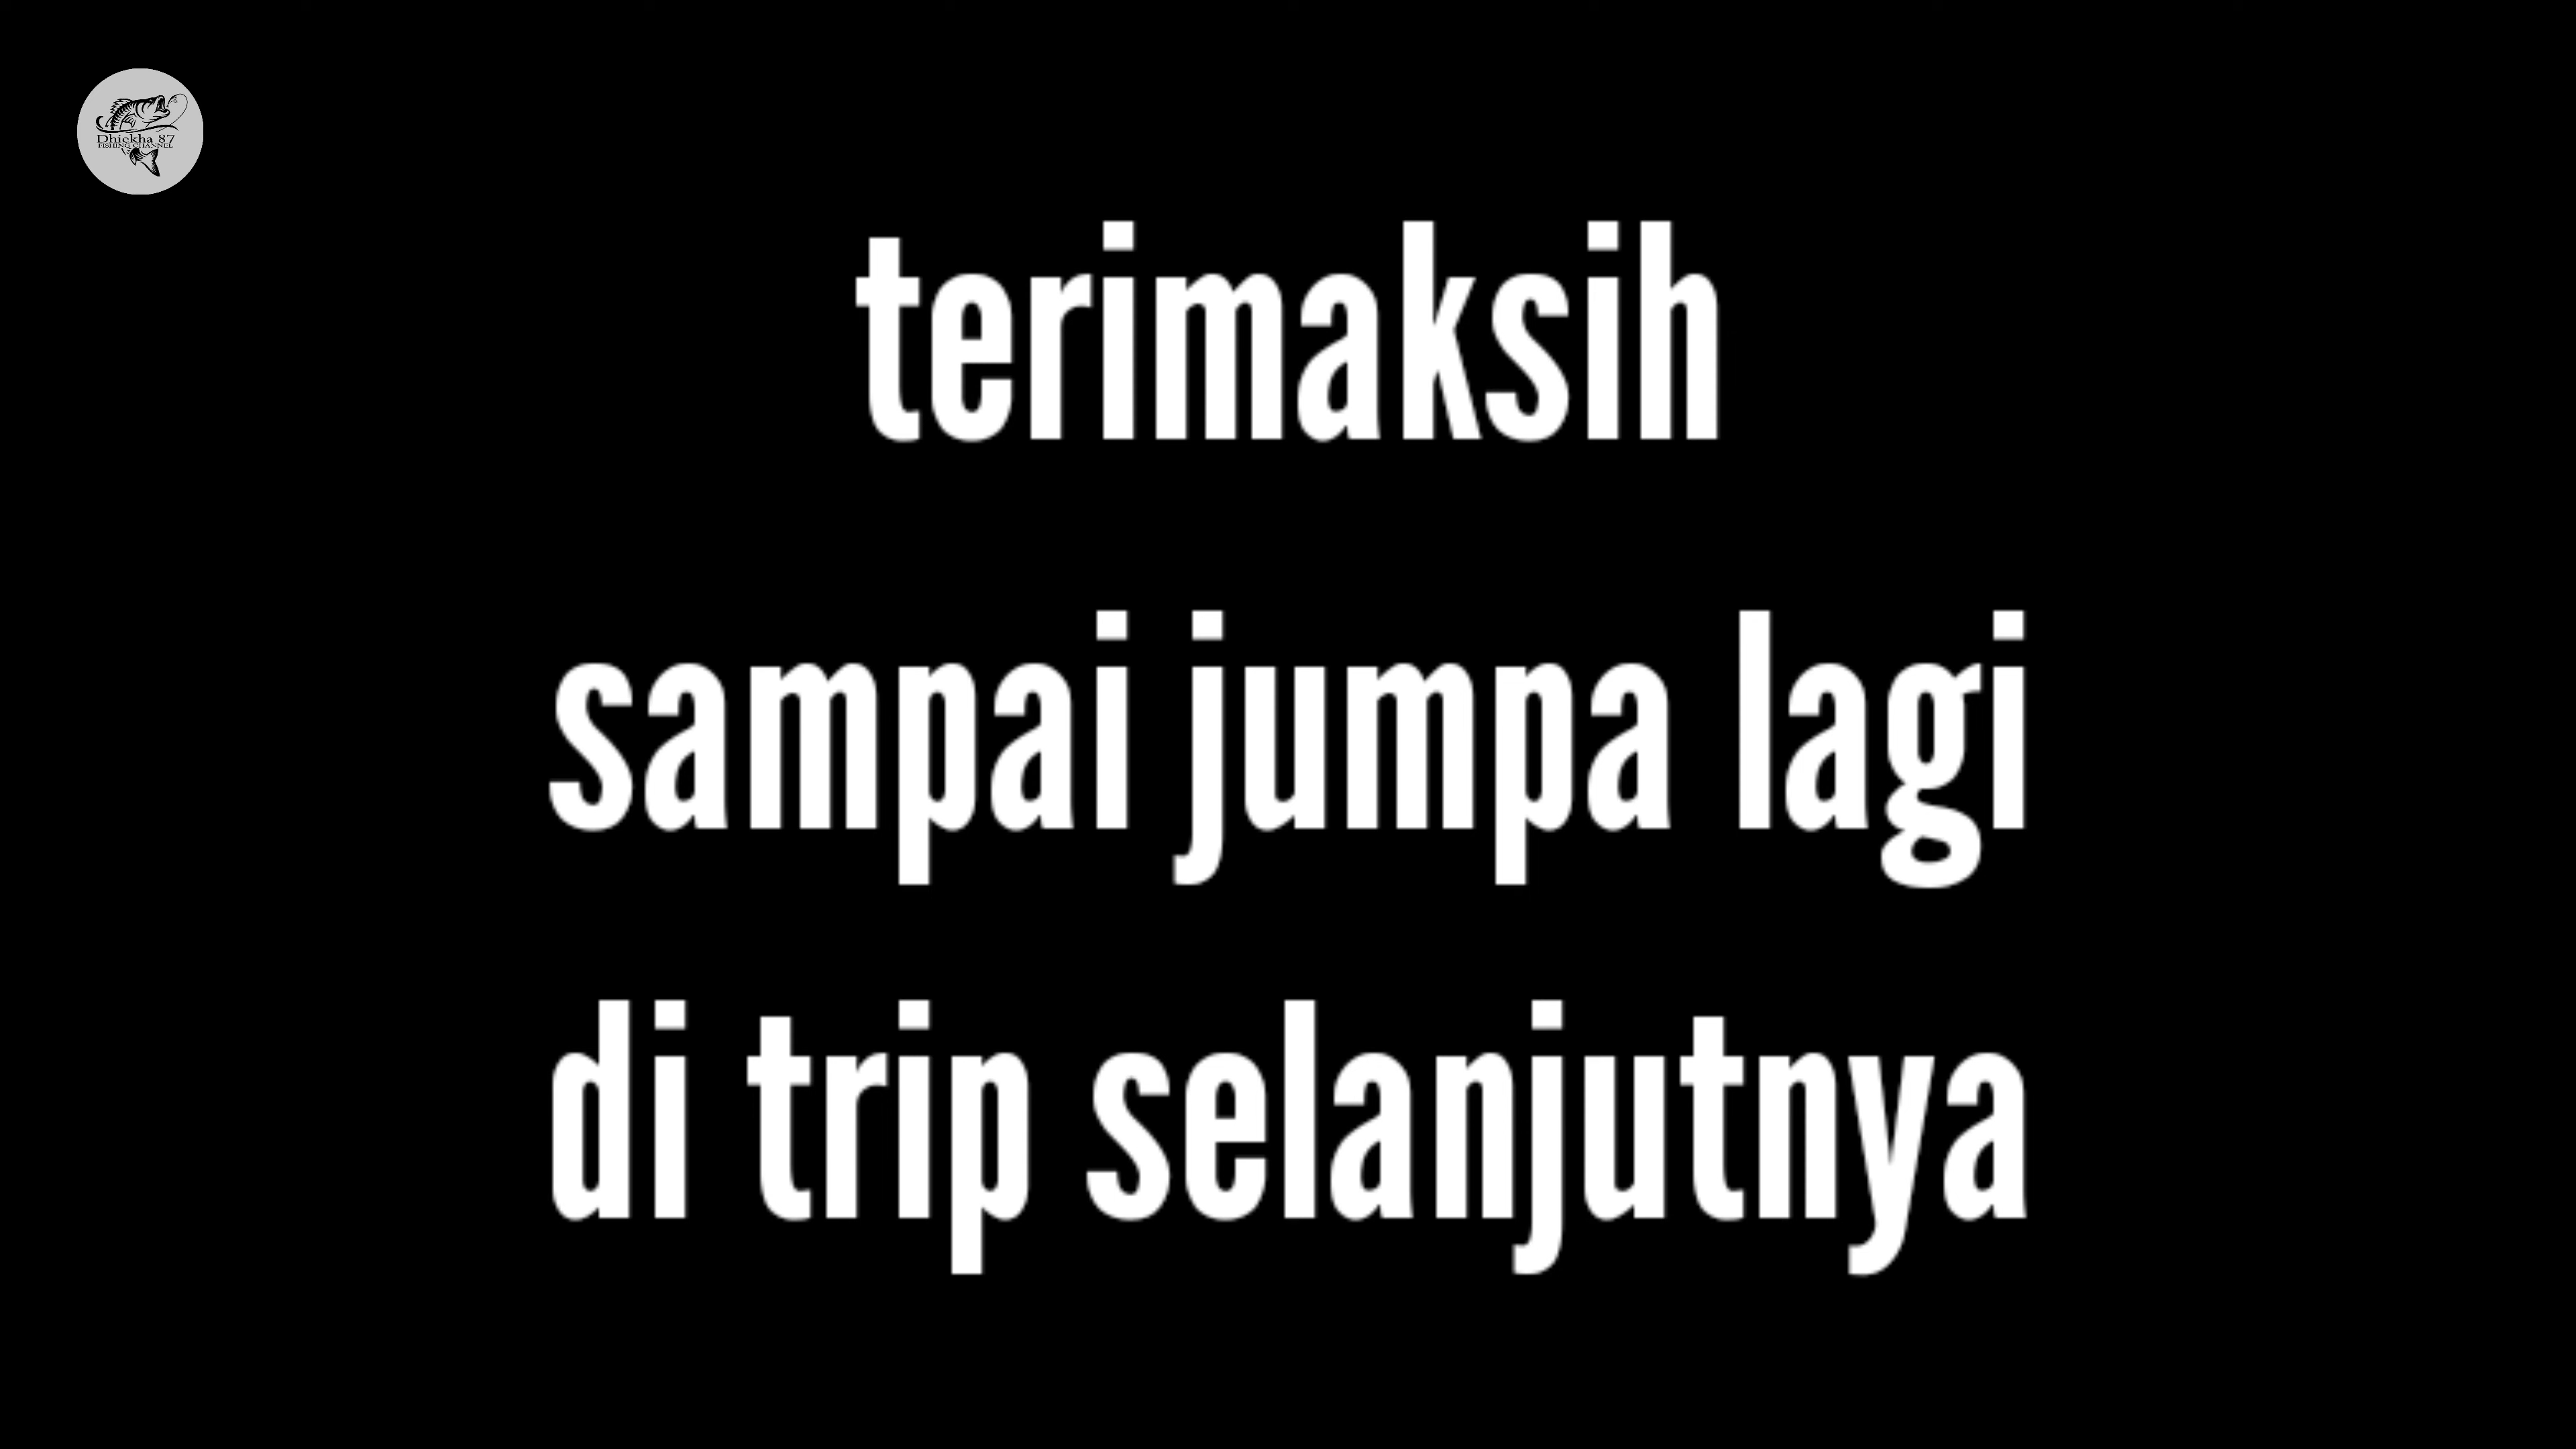 Dhickha 87
FISHING CHANNEL
terimaksih
sampai jumpa lagi
di trip selanjutnya